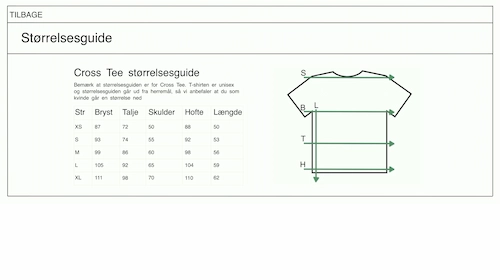 TILBAGE
Størrelsesguide
Cross Tee størrelsesguide
Bemærk at størrelsesguiden er for Cross Tee. T-shirten er unisex
og størrelsesguiden går ud fra herremål, så vi anbefaler at du som
kvinde går en størrelse ned.
Str Bryst Talje Skulder Hofte Længde
XS 87 72 50 88 50
S 93 74 55 92 53
M 99 86 60 98 56
L 105 92 65 104 59
XL 111 98 70 110 62
S
B L
T
H